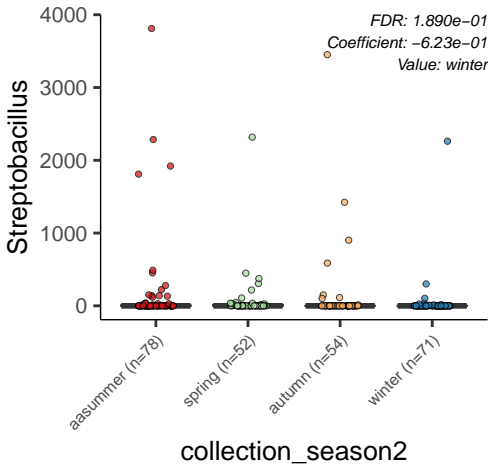 FDR: 1.890e−01
Coefficient: −6.23e−01
Value: winter
Streptobacillus
4000
3000
2000
1000
0
aasummer (n=78)
spring (n=52)
autumn (n=54)
winter (n=71)
collection_season2